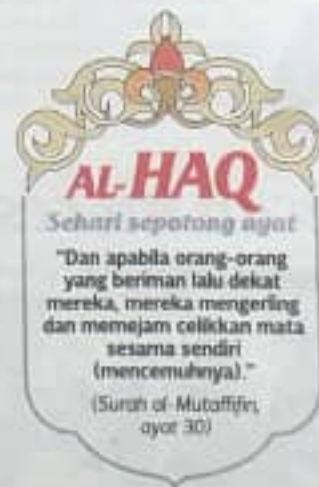 AL-HAQ
Sehari sepotong ayat
"Dan apabila orang-orang
yang beriman lalu dekat
mereka, mereka mengerling
dan memejam celikkan mata
sesama sendiri
(mencemuhnya)."
(Surah al-Mutaffifin,
ayat 30)